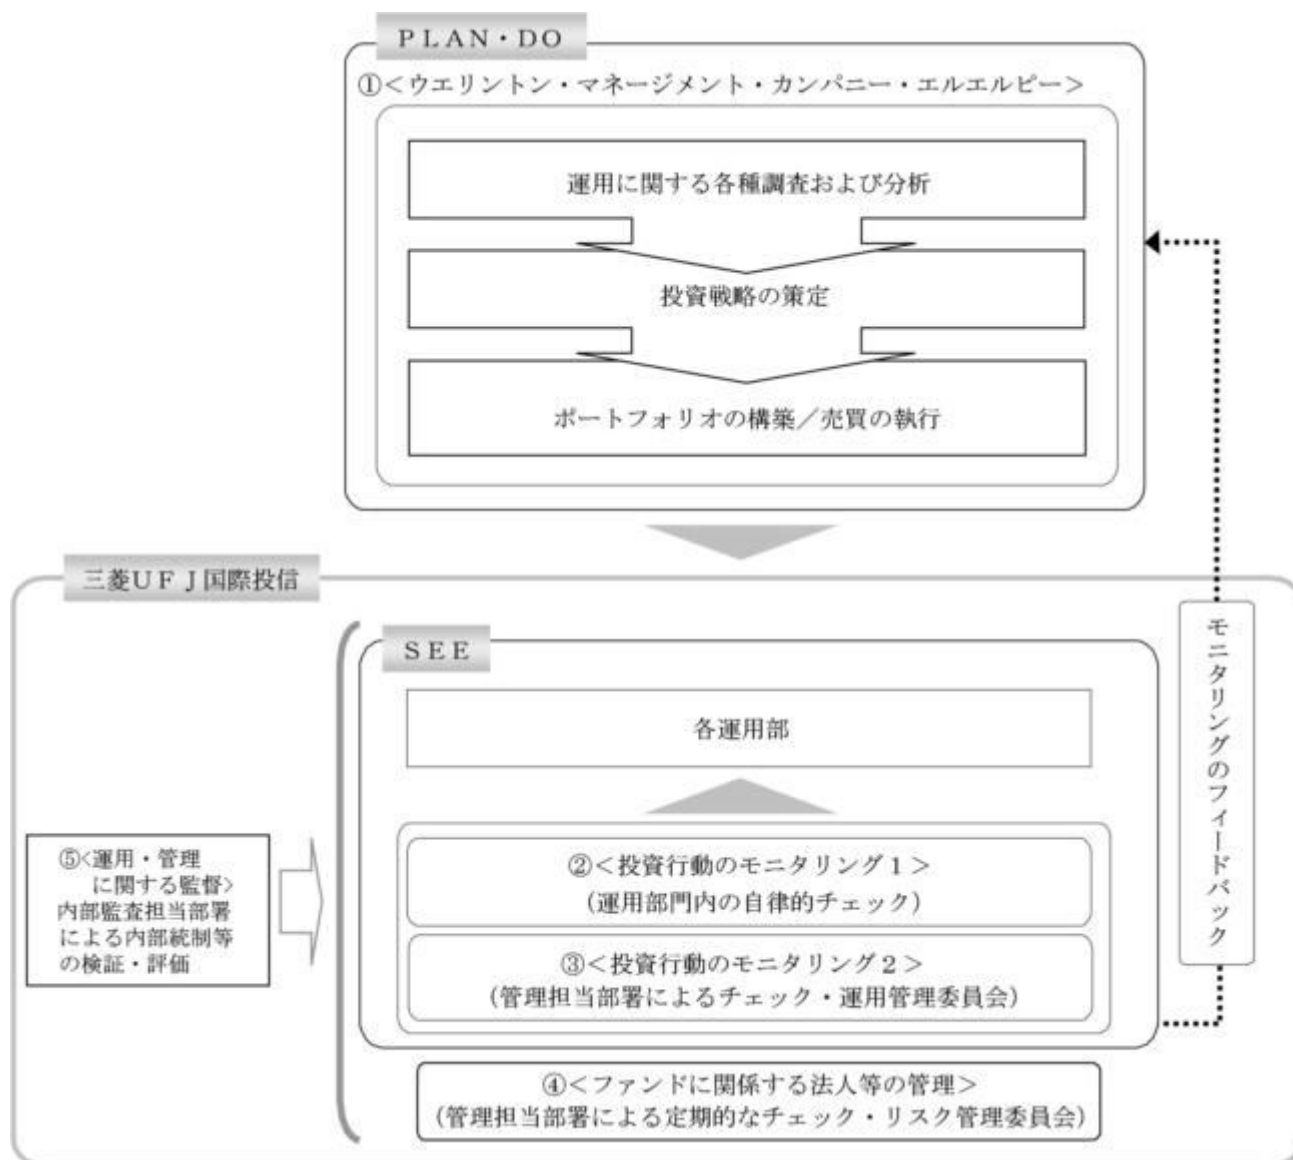 PLAN・DO
①＜ウエリントン・マネージメント・カンパニー・エルエルピー＞
運用に関する各種調査および分析
投資戦略の策定
ポートフォリオの構築／売買の執行
三菱ＵＦＪ国際投信
SEE
各運用部
②＜投資行動のモニタリング１＞
（運用部門内の自律的チェック）
③＜投資行動のモニタリング２＞
（管理担当部署によるチェック・運用管理委員会）
④＜ファンドに関係する法人等の管理＞
（管理担当部署による定期的なチェック・リスク管理委員会）
⑤<運用・管理
に関する監督>
内部監査担当部署
による内部統制等
の検証・評価
モニタリングのフィードバック